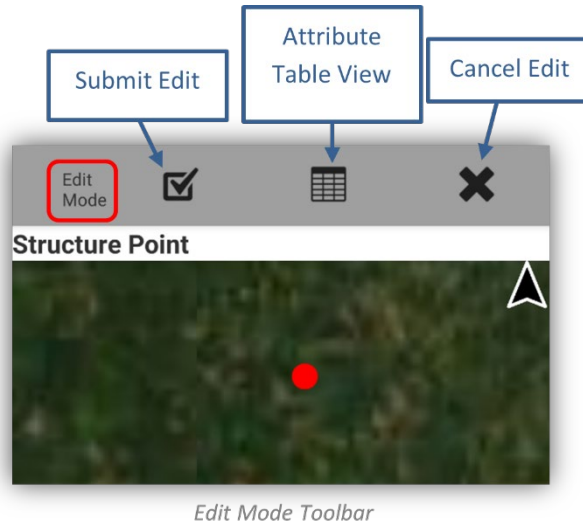 Submit Edit
Attribute
Table View
Cancel Edit
Edit
Mode
Structure Point
Edit Mode Toolbar